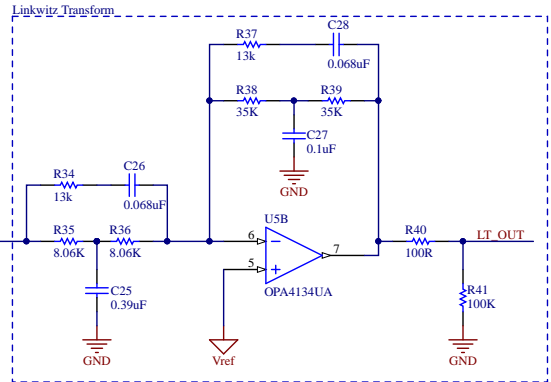 Linkwitz Transform
R37
13k
C28
0.068uF
R38
35K
R39
35K
C27
0.1uF
GND
R34
13k
C26
0.068uF
R35
8.06K
R36
8.06K
C25
0.39uF
GND
U5B
6
5
7
OPA4134UA
Vref
R40
100R
LT_OUT
R41
100K
GND